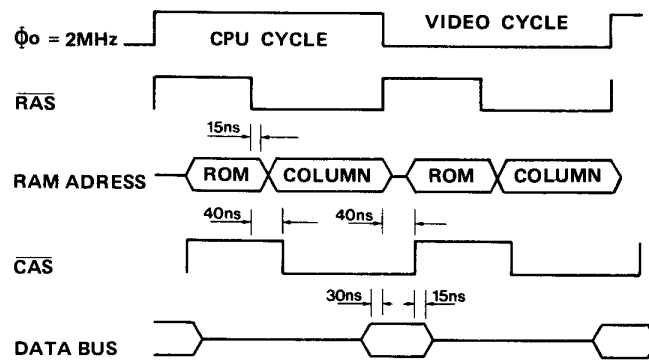 Φo = 2MHz
CPU CYCLE
VIDEO CYCLE
RAS
15ns
RAM ADRESS
ROM
COLUMN
ROM
COLUMN
40ns
40ns
CAS
30ns
15ns
DATA BUS